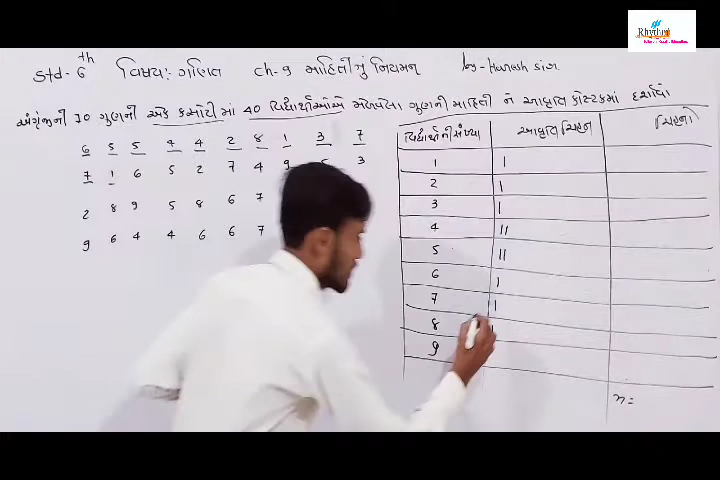 Rhythm
Std-6th વિષય: ગણિત Ch-9 માહિતીનું નિયમન by-Harvesh sir
અંગ્રેજીની 10 ગુણની એક કસોટી માં 40 વિદ્યાર્થીઓએ મેળવેલા ગુણની માહિતી ને આવૃત કોષ્ટકમાં દર્શાવો
6 5 5 9 4 2 8 1 3 7
7 1 6 5 2 7 4 9 5 3
2 8 9 5 8 6 7
9 6 4 4 6 6 7
વિદ્યાર્થીની સંખ્યા આવૃતિ ચિહ્ન
1 |
2 |
3 |
4 ||
5 ||
6 |
7 |
8 |
9
n=